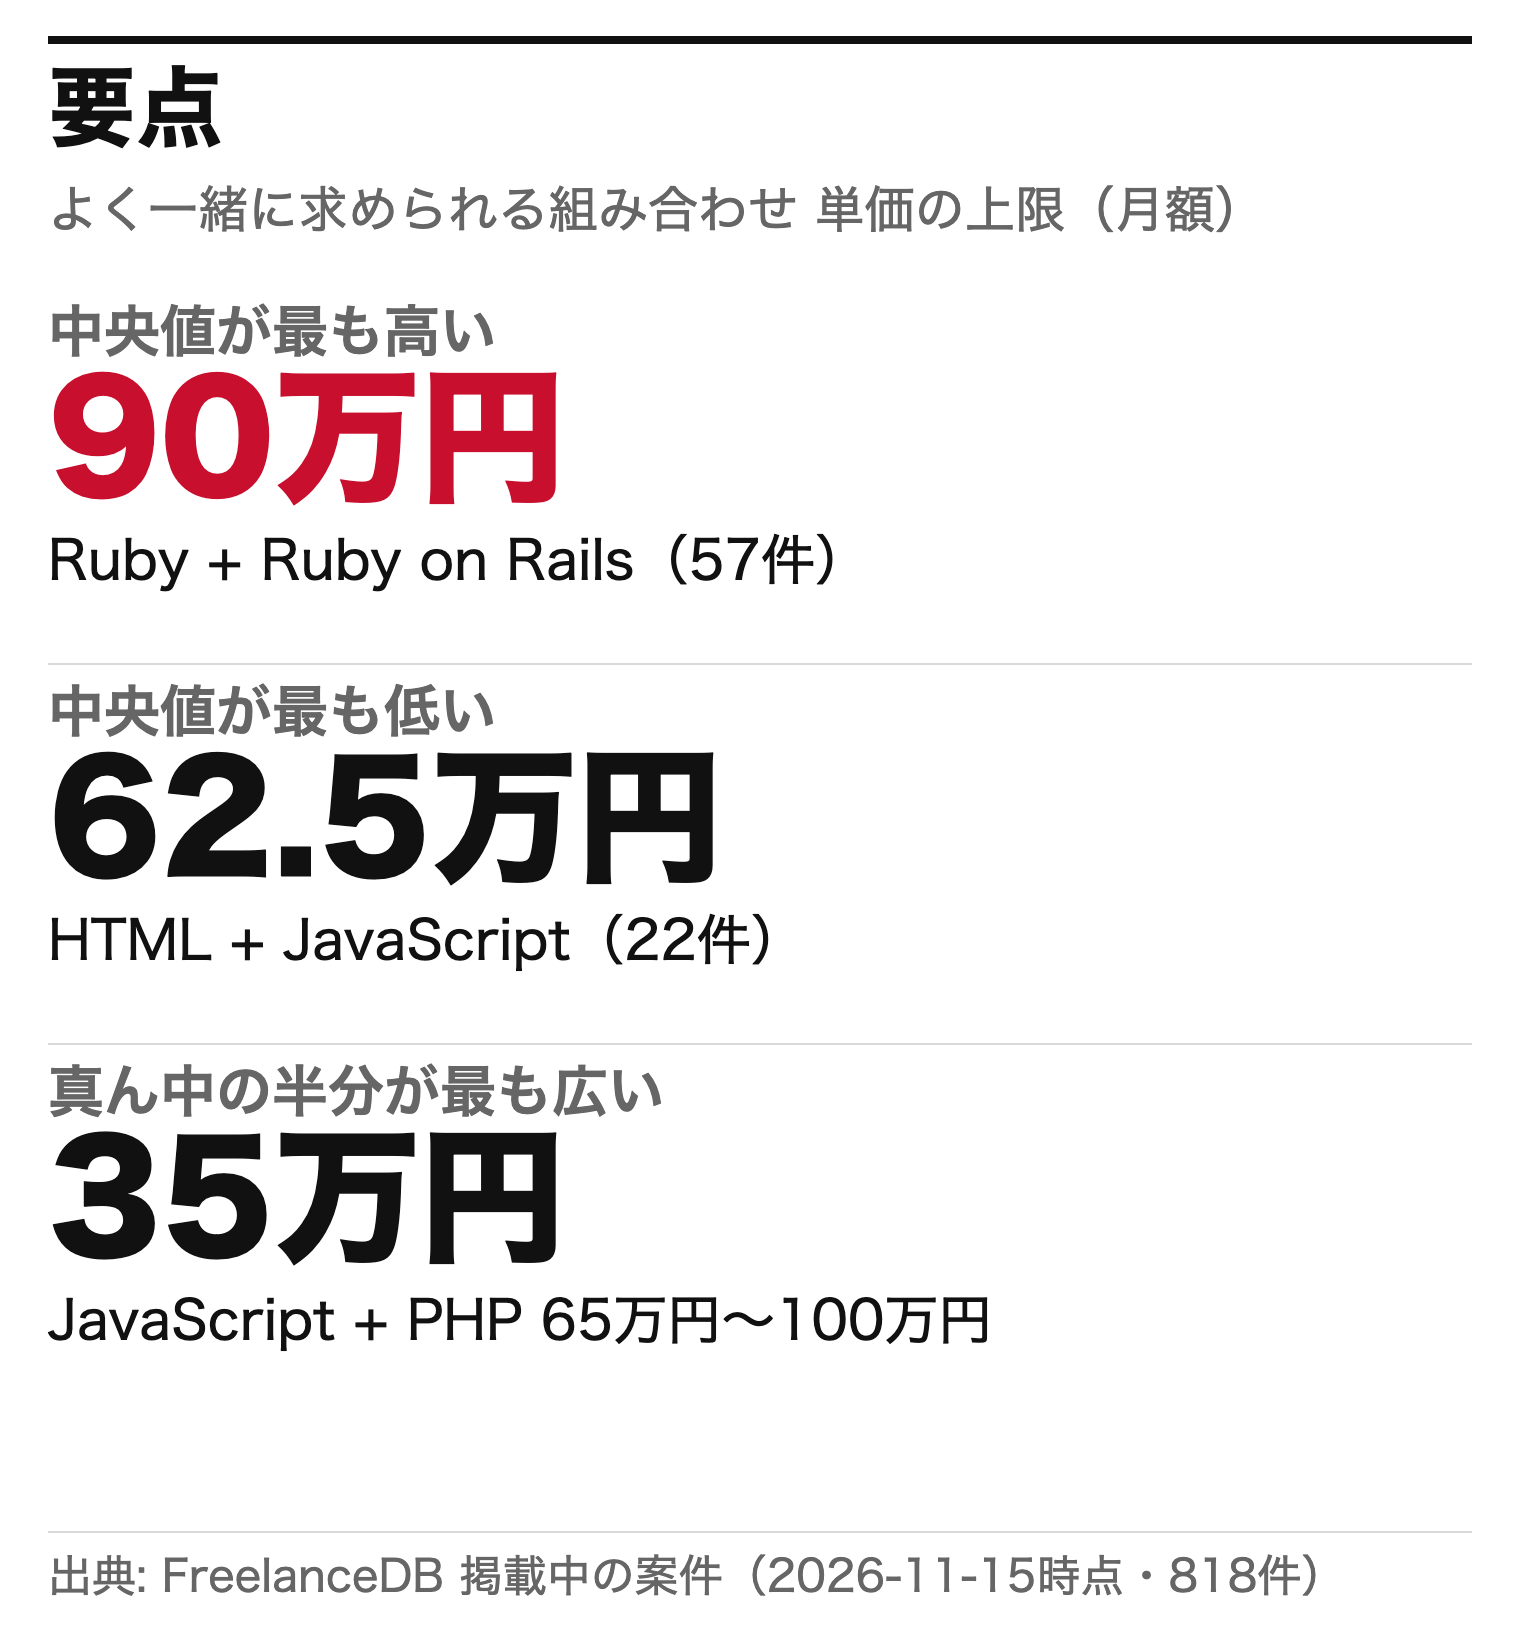 要点
よく一緒に求められる組み合わせ 単価の上限（月額）
中央値が最も高い
90万円
Ruby + Ruby on Rails（57件）
中央値が最も低い
62.5万円
HTML + JavaScript（22件）
真ん中の半分が最も広い
35万円
JavaScript + PHP 65万円〜100万円
出典: FreelanceDB 掲載中の案件（2026-11-15時点・818件）